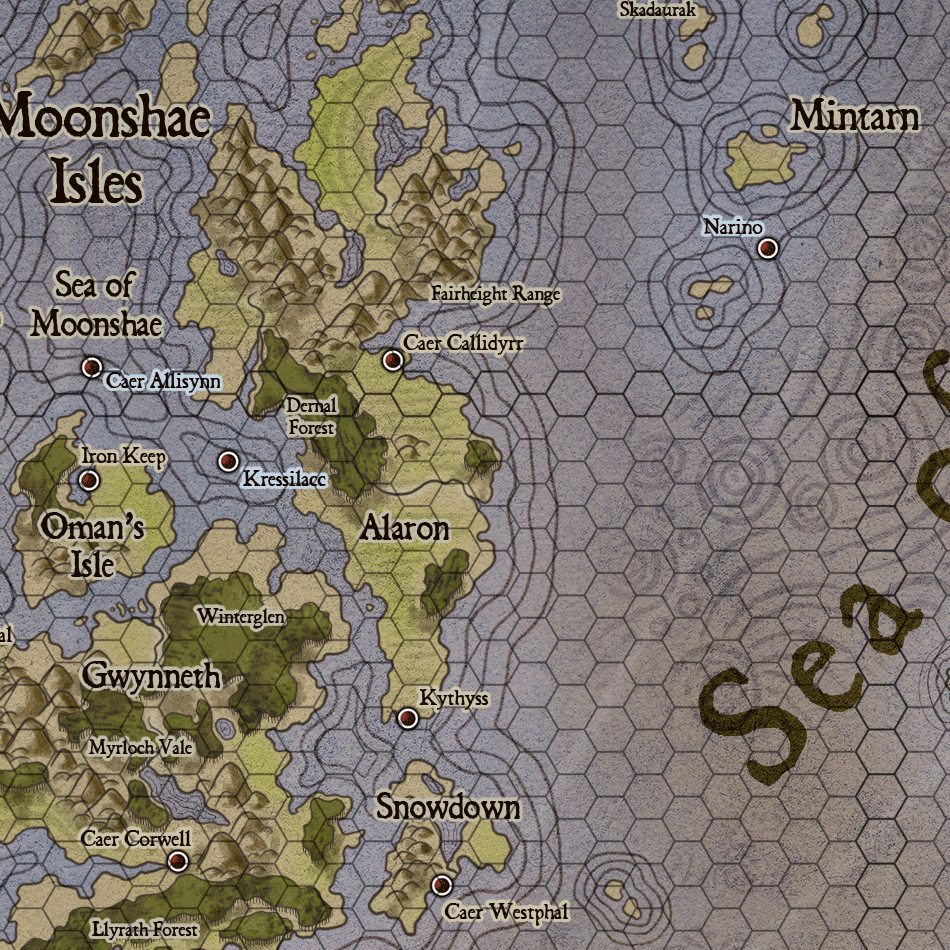 Skadaurak
Moonshae
Isles
Mintarn
Narino
Sea of
Moonshae
Fairheight Range
Caer Callidyrr
Caer Allisynn
Dernal
Forest
Iron Keep
Kressilacc
Oman's
Isle
Alaron
Winterglen
Sea
al
Gwynneth
Kythyss
Myrloch Vale
Snowdown
Caer Corwell
Caer Westphal
Llyrath Forest